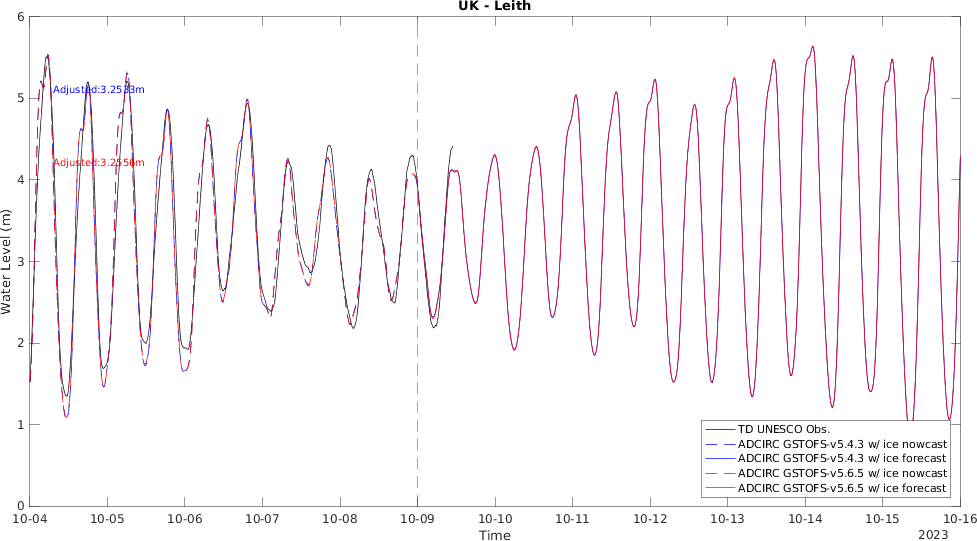 UK - Leith
6
5
4
3
2
1
0
Water Level (m)
Adjusted:3.2533m
Adjusted:3.2556m
TD UNESCO Obs.
ADCIRC GSTOFS-v5.4.3 w/ ice nowcast
ADCIRC GSTOFS-v5.4.3 w/ ice forecast
ADCIRC GSTOFS-v5.6.5 w/ ice nowcast
ADCIRC GSTOFS-v5.6.5 w/ ice forecast
10-04 10-05 10-06 10-07 10-08 10-09 10-10 10-11 10-12 10-13 10-14 10-15 10-16
Time
2023